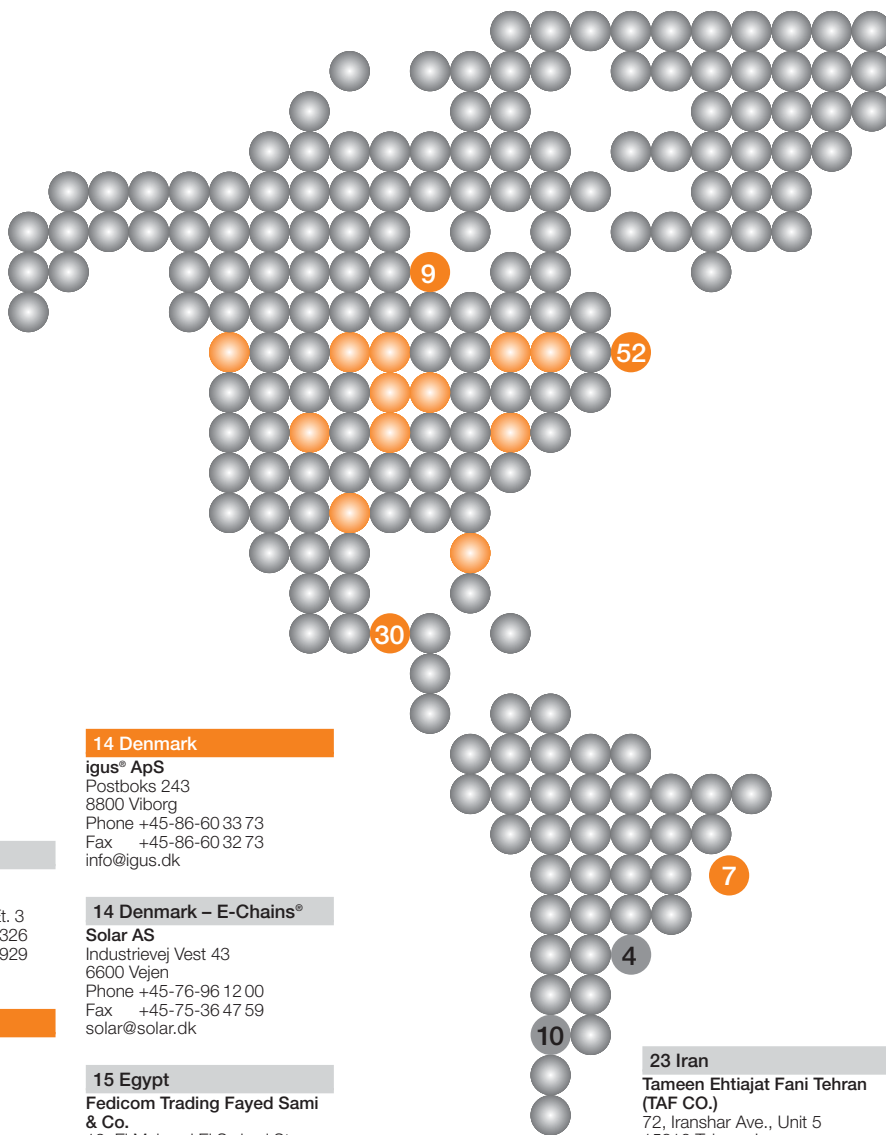 9
52
30
7
4
10
14 Denmark
igus® ApS
Postboks 243
8800 Viborg
Phone +45-86-60 33 73
Fax +45-86-60 32 73
info@igus.dk
t. 3
326
929
14 Denmark – E-Chains®
Solar AS
Industrievej Vest 43
6600 Vejen
Phone +45-76-96 12 00
Fax +45-75-36 47 59
solar@solar.dk
15 Egypt
Fedicom Trading Fayed Sami
& Co.
23 Iran
Tameen Ehtiajat Fani Tehran
(TAF CO.)
72, Iranshar Ave., Unit 5